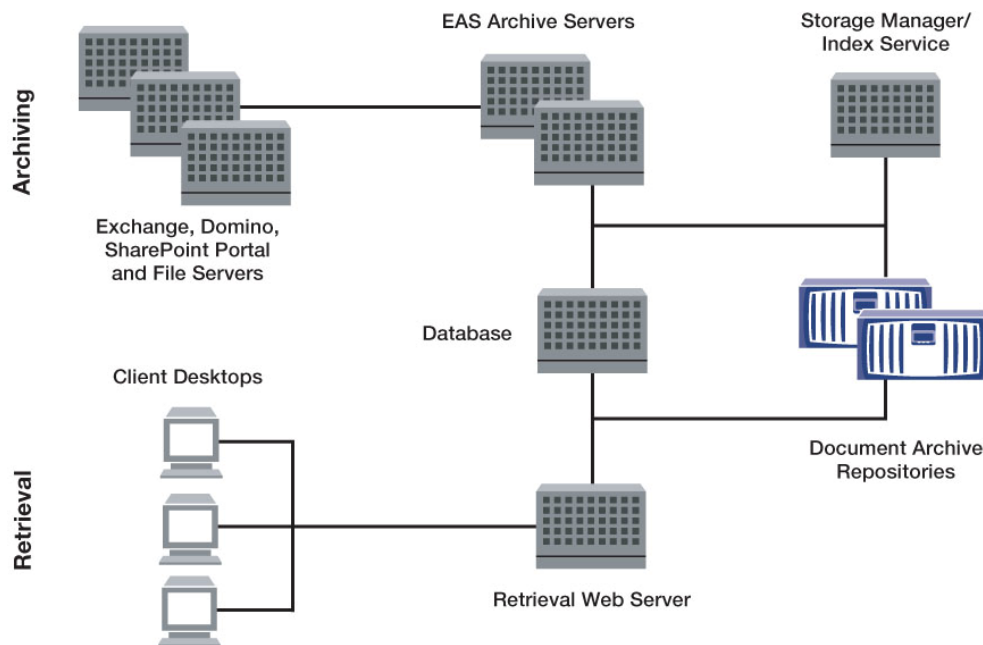 EAS Archive Servers
Storage Manager/
Index Service
Archiving
Exchange, Domino,
SharePoint Portal
and File Servers
Database
Client Desktops
Document Archive
Repositories
Retrieval
Retrieval Web Server